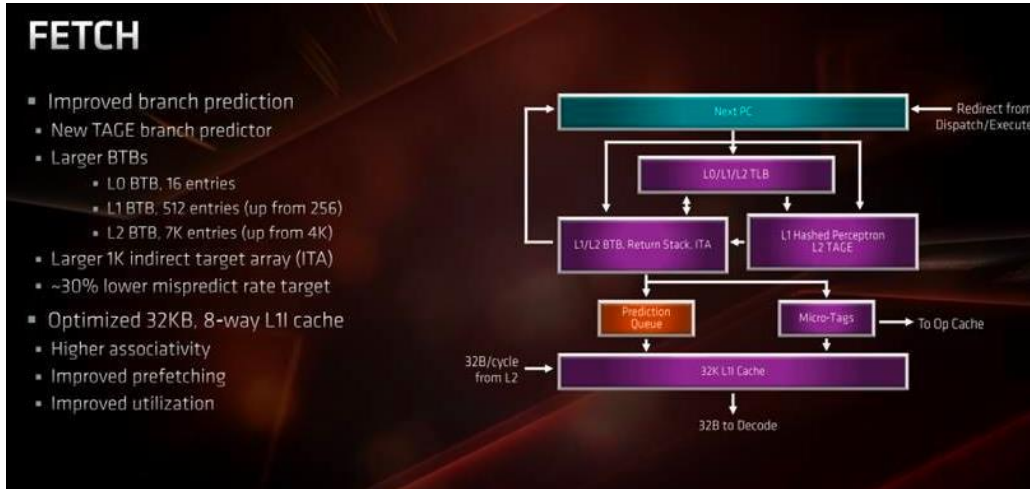 FETCH
Improved branch prediction
New TAGE branch predictor
Larger BTBs
L0 BTB, 16 entries
L1 BTB, 512 entries (up from 256)
L2 BTB, 7K entries (up from 4K)
Larger 1K indirect target array (ITA)
~30% lower mispredict rate target
Optimized 32KB, 8-way L1I cache
Higher associativity
Improved prefetching
Improved utilization
Next PC
Redirect from
Dispatch/Execute
L0/L1/L2 TLB
L1/L2 BTB, Return Stack, ITA
L1 Hashed Perceptron
L2 TAGE
Prediction
Queue
Micro-Tags
To Op Cache
32B/cycle
from L2
32K L1I Cache
32B to Decode